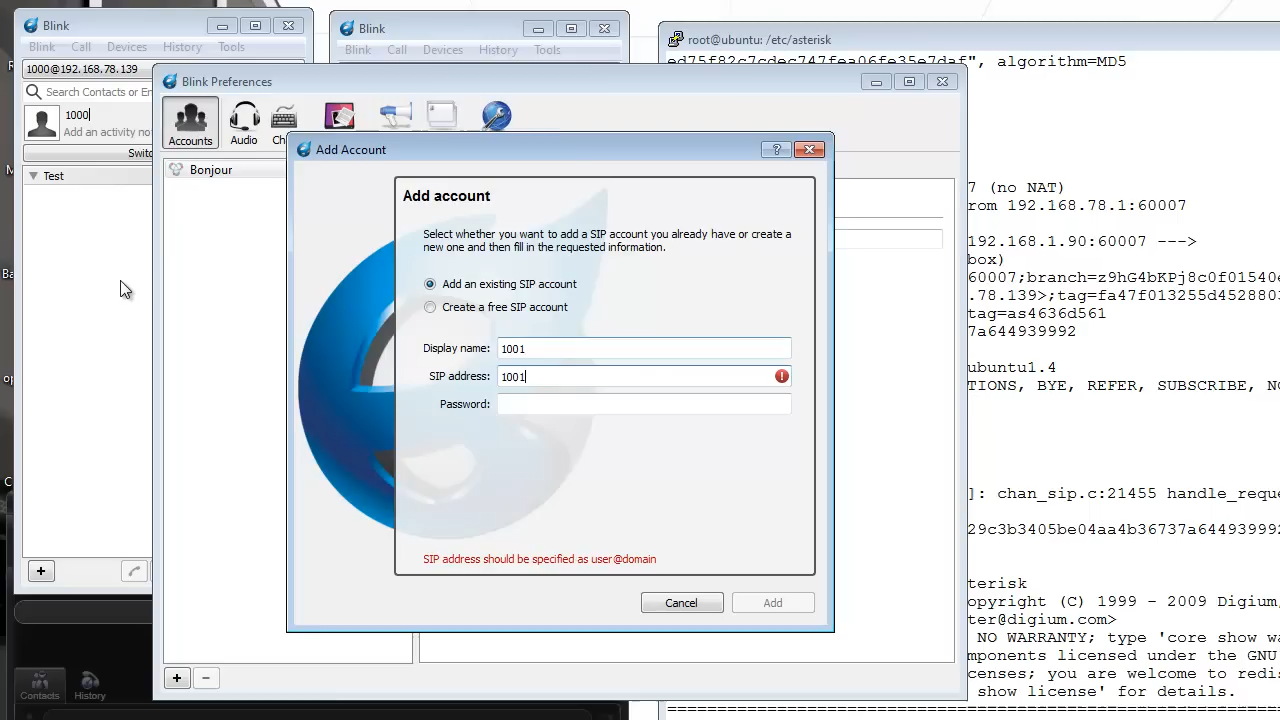 Blink
Blink Call Devices History Tools
1000@192.168.78.139
Search Contacts or En
1000
Add an activity no
Switc
Test
Blink
Blink Call Devices History Tools
Blink Preferences
Accounts
Audio
Ch
Bonjour
Add Account
?
Add account
Select whether you want to add a SIP account you already have or create a
new one and then fill in the requested information.
Add an existing SIP account
Create a free SIP account
Display name: 1001
SIP address: 1001
Password:
SIP address should be specified as user@domain
Cancel
Add
root@ubuntu: /etc/asterisk
ed75f82c7cdec747fea06fe35e7daf", algorithm=MD5
7 (no NAT)
rom 192.168.78.1:60007
192.168.1.90:60007 --->
box)
60007;branch=z9hG4bKPj8c0f01540e
.78.139>;tag=fa47f013255d4528803
tag=as4636d561
7a644939992
ubuntu1.4
TIONS, BYE, REFER, SUBSCRIBE, NO
]: chan_sip.c:21455 handle_reque
29c3b3405be04aa4b36737a644939992
terisk
opyright (C) 1999 - 2009 Digium,
ter@digium.com>
NO WARRANTY; type 'core show wa
mponents licensed under the GNU
censes; you are welcome to redis
show license' for details.
================================
Contacts
History